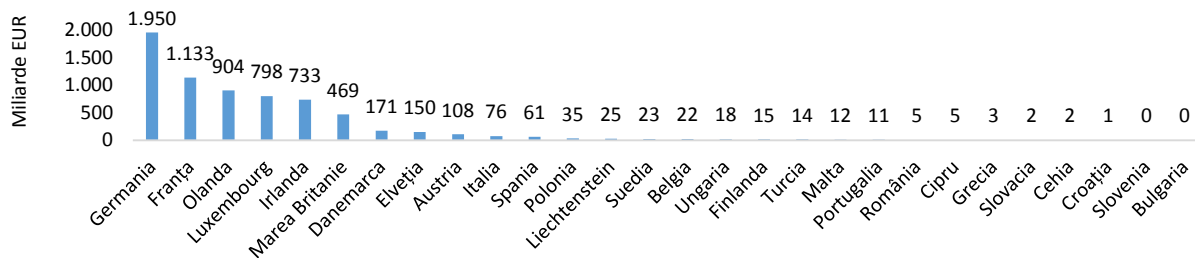 Miliarde EUR
2.000
1.500
1.000
500
0
1.950 1.133 904 798 733 469 171 150 108 76 61 35 25 23 22 18 15 14 12 11 5 5 3 2 2 1 0 0
Germania
Franța
Olanda
Luxembourg
Irlanda
Marea Britanie
Danemarca
Elveția
Austria
Italia
Spania
Polonia
Liechtenstein
Suedia
Belgia
Ungaria
Finlanda
Turcia
Malta
Portugalia
România
Cipru
Grecia
Slovacia
Cehia
Croația
Slovenia
Bulgaria